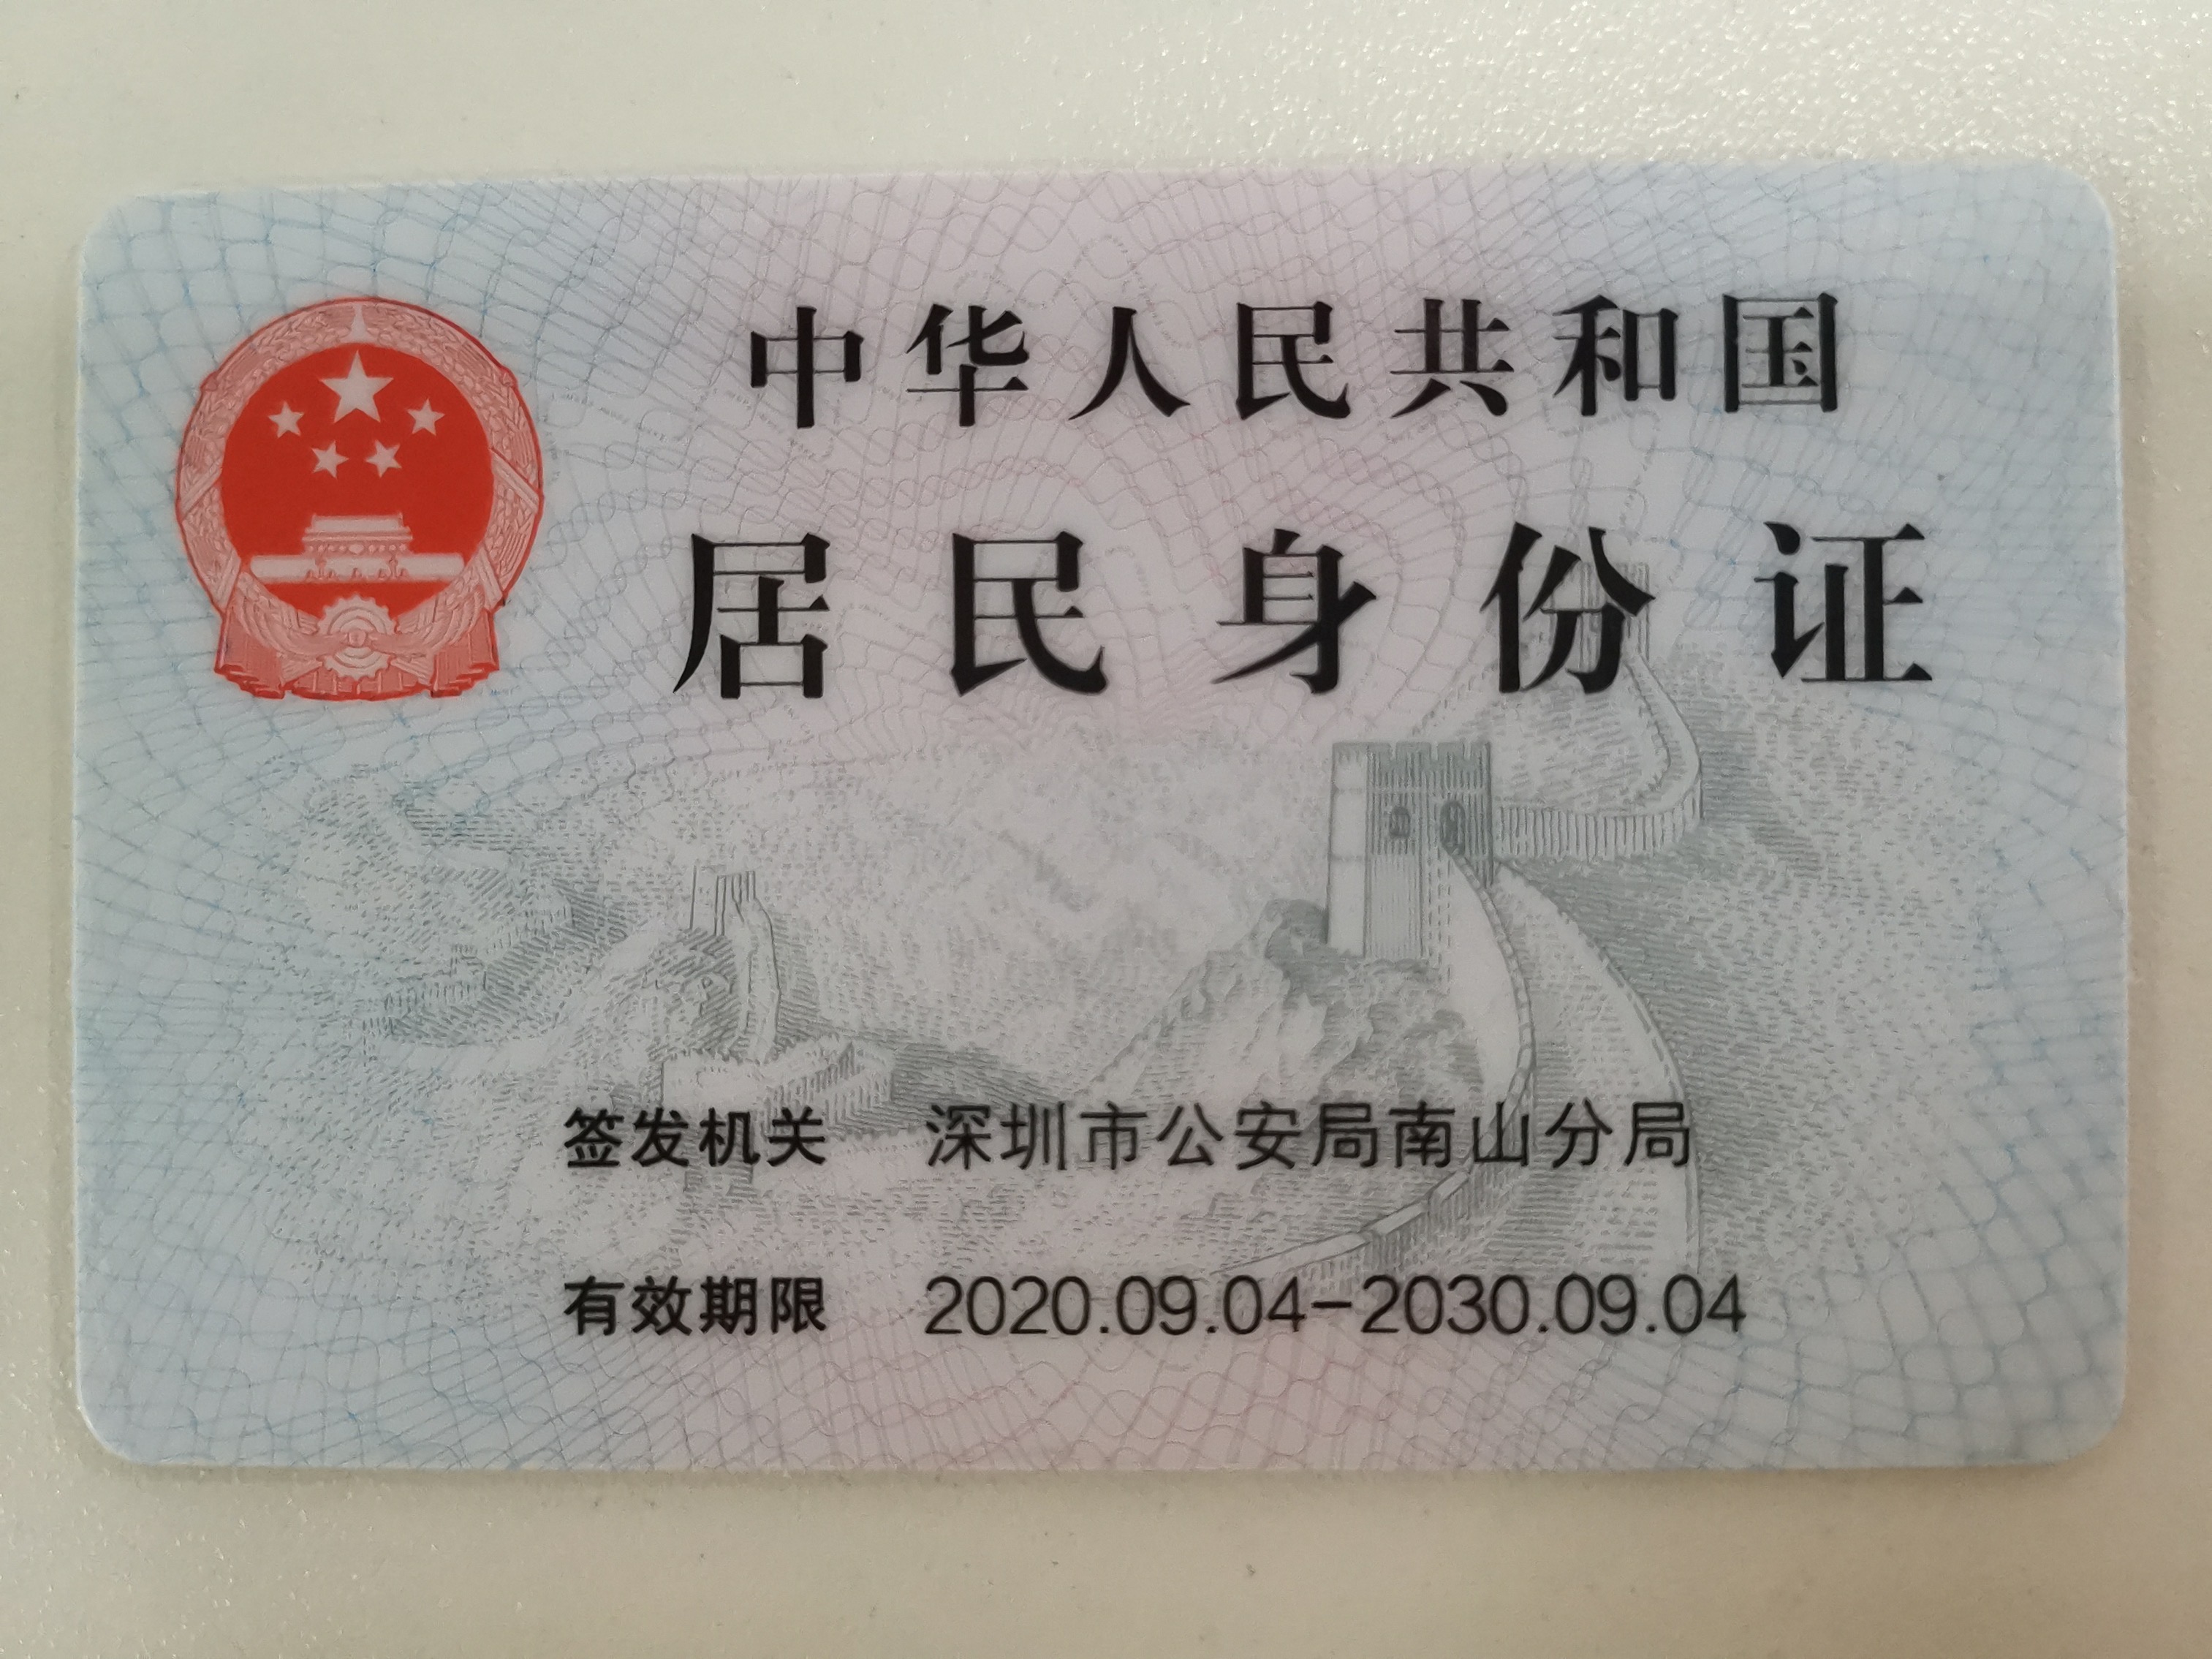 中华人民共和国
居民身份证
签发机关 深圳市公安局南山分局
有效期限 2020.09.04-2030.09.04